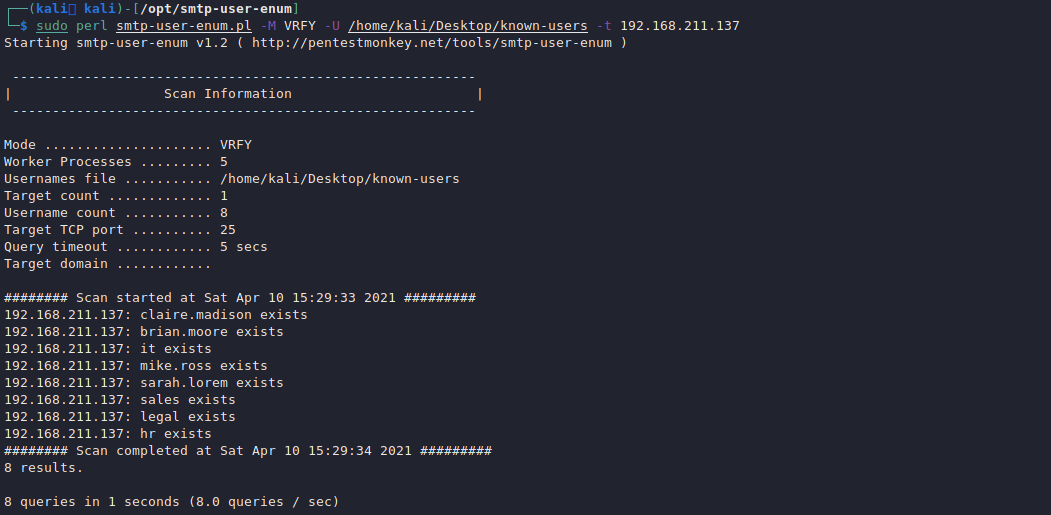 ┌──(kali kali)-[/opt/smtp-user-enum]
└─$ sudo perl smtp-user-enum.pl -M VRFY -U /home/kali/Desktop/known-users -t 192.168.211.137
Starting smtp-user-enum v1.2 ( http://pentestmonkey.net/tools/smtp-user-enum )
----------------------------------------------------------
| Scan Information |
----------------------------------------------------------
Mode ..................... VRFY
Worker Processes ......... 5
Usernames file ........... /home/kali/Desktop/known-users
Target count ............. 1
Username count ........... 8
Target TCP port .......... 25
Query timeout ............ 5 secs
Target domain ............
######## Scan started at Sat Apr 10 15:29:33 2021 #########
192.168.211.137: claire.madison exists
192.168.211.137: brian.moore exists
192.168.211.137: it exists
192.168.211.137: mike.ross exists
192.168.211.137: sarah.lorem exists
192.168.211.137: sales exists
192.168.211.137: legal exists
192.168.211.137: hr exists
######## Scan completed at Sat Apr 10 15:29:34 2021 #########
8 results.
8 queries in 1 seconds (8.0 queries / sec)